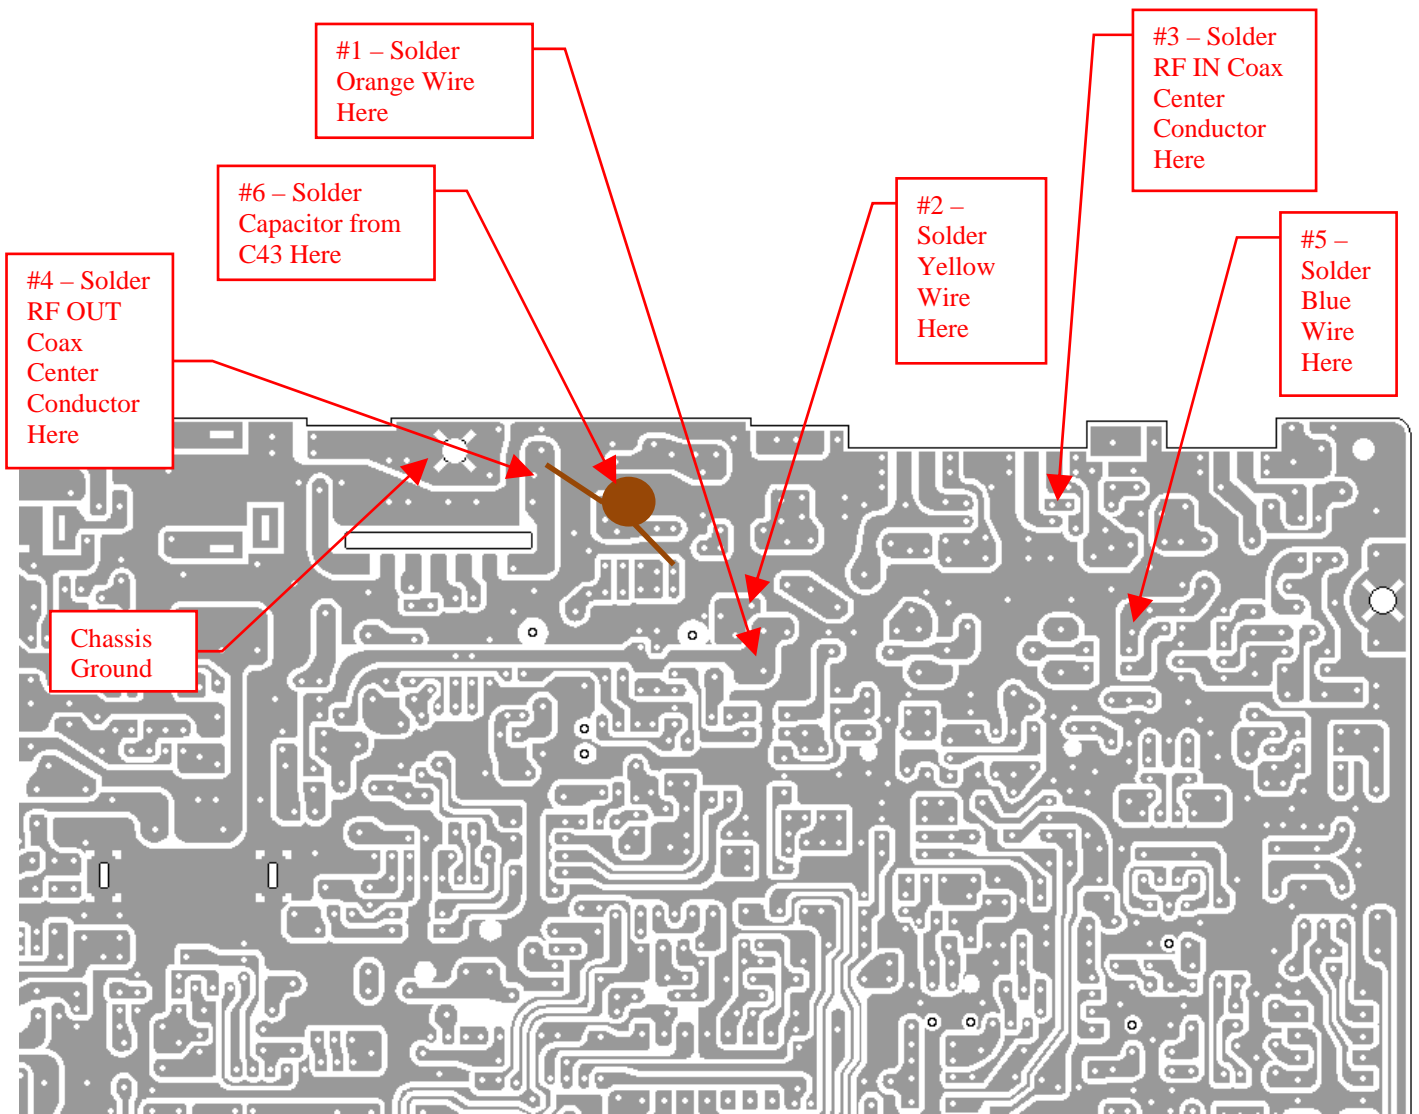 #1 – Solder
Orange Wire
Here
#3 – Solder
RF IN Coax
Center
Conductor
Here
#6 – Solder
Capacitor from
C43 Here
#2 –
Solder
Yellow
Wire
Here
#5 –
Solder
Blue
Wire
Here
#4 – Solder
RF OUT
Coax
Center
Conductor
Here
Chassis
Ground